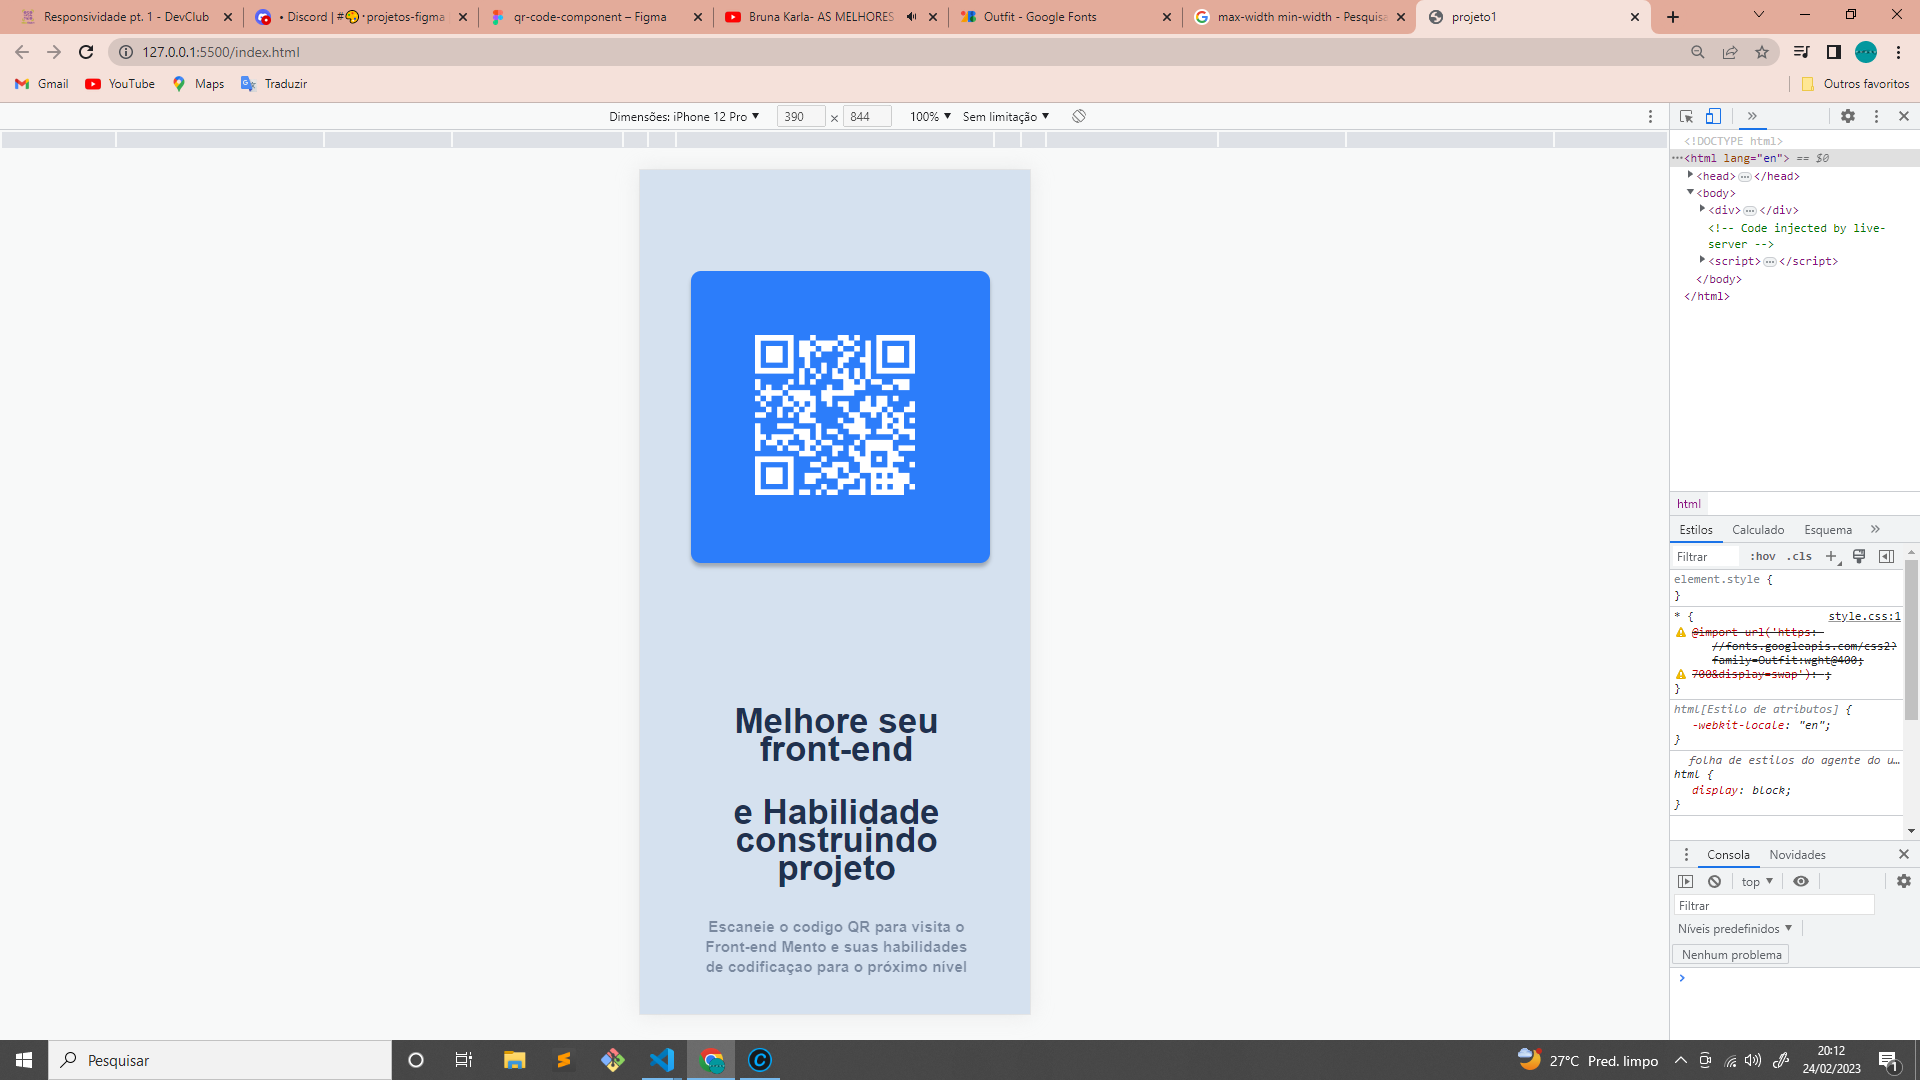 Responsividade pt. 1 - DevClub
• Discord | #🤓・projetos-figma
qr-code-component – Figma
Bruna Karla- AS MELHORES
Outfit - Google Fonts
max-width min-width - Pesquisa
projeto1
127.0.0.1:5500/index.html
Gmail
YouTube
Maps
Traduzir
Outros favoritos
Dimensões: iPhone 12 Pro
390
×
844
100%
Sem limitação
<!DOCTYPE html>
<html lang="en"> == $0
<head> … </head>
<body>
<div> … </div>
<!-- Code injected by live-
server -->
<script> … </script>
</body>
</html>
html
Estilos
Calculado
Esquema
Filtrar
:hov
.cls
element.style {
}
* {
style.css:1
@import url('https:
//fonts.googleapis.com/css2?
family=Outfit:wght@400;
700&display=swap'): ;
}
html[Estilo de atributos] {
-webkit-locale: "en";
}
folha de estilos do agente do u…
html {
display: block;
}
Consola
Novidades
top
Filtrar
Níveis predefinidos
Nenhum problema
Melhore seu
front-end
e Habilidade
construindo
projeto
Escaneie o codigo QR para visita o
Front-end Mento e suas habilidades
de codificaçao para o próximo nível
Pesquisar
27°C Pred. limpo
20:12
24/02/2023
1